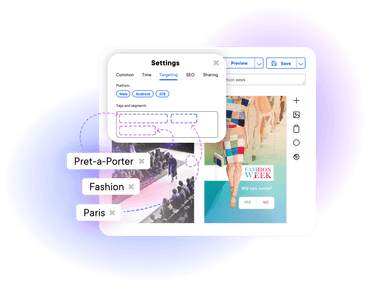 Settings
Preview
Save
Common Time Targeting SEO Sharing
Platform
Web Android iOS
Tags and segments
hion week
Pret-a-Porter
Fashion
Paris
FASHION
WEEK
Will you come?
YES NO